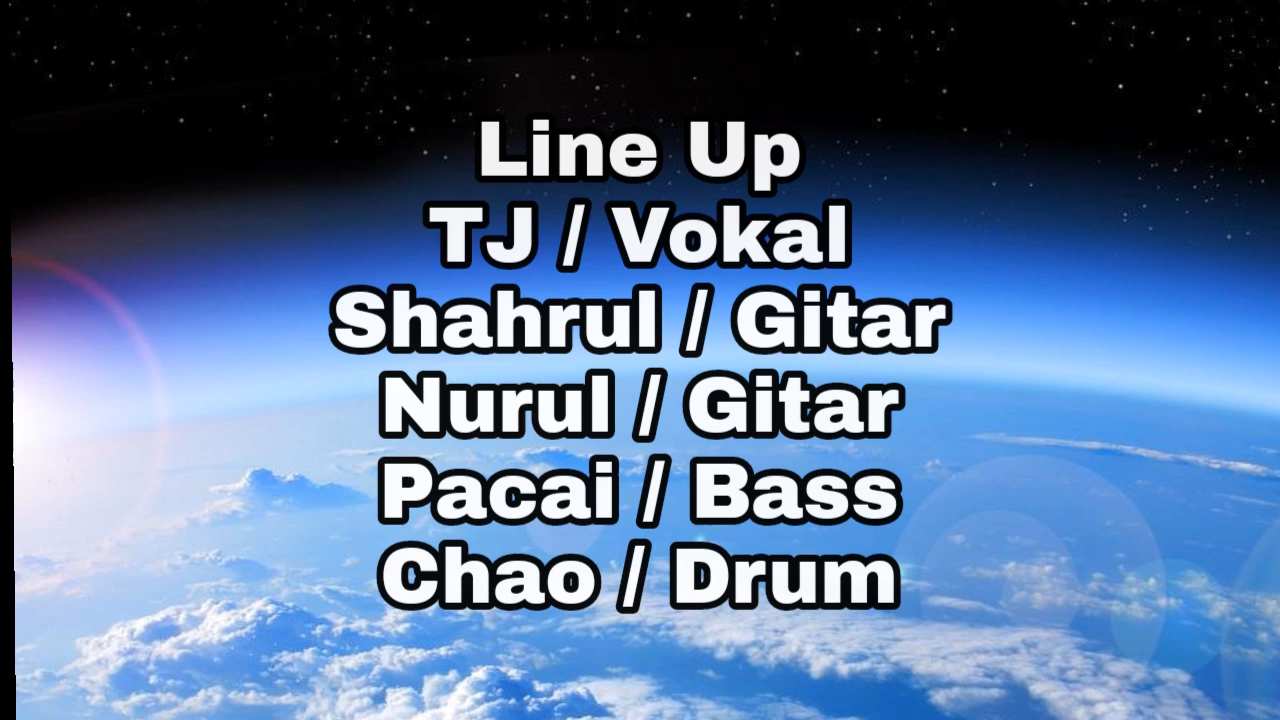 Line Up
TJ / Vokal
Shahrul / Gitar
Nurul / Gitar
Pacai / Bass
Chao / Drum